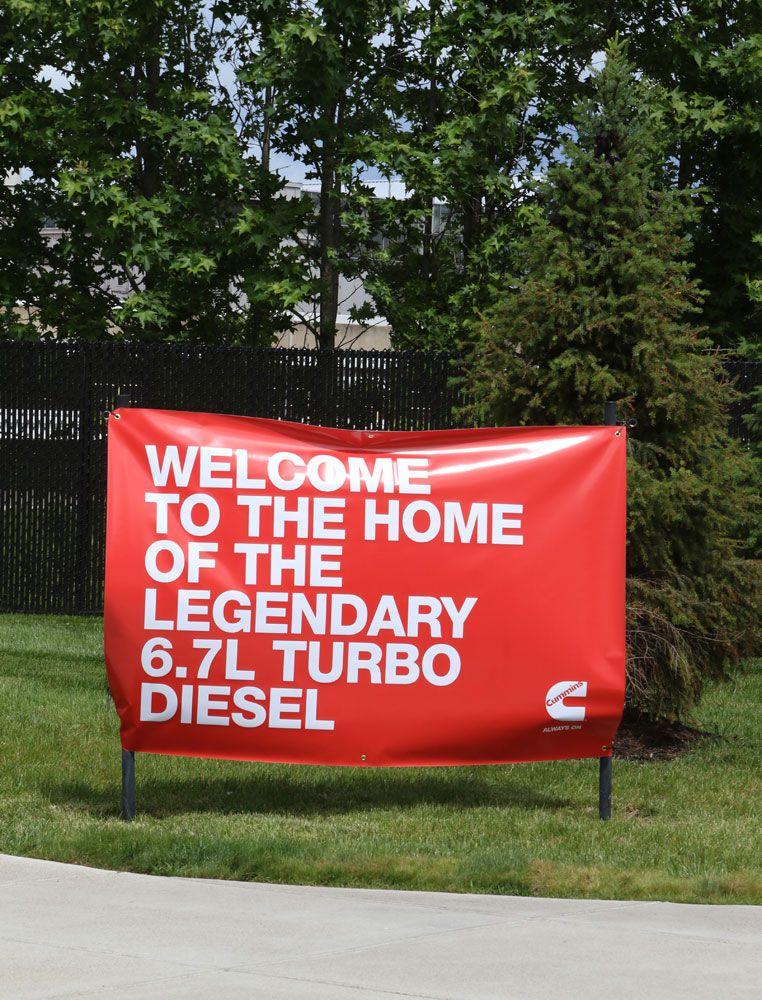 WELCOME
TO THE HOME
OF THE
LEGENDARY
6.7L TURBO
DIESEL
Cummins
ALWAYS ON